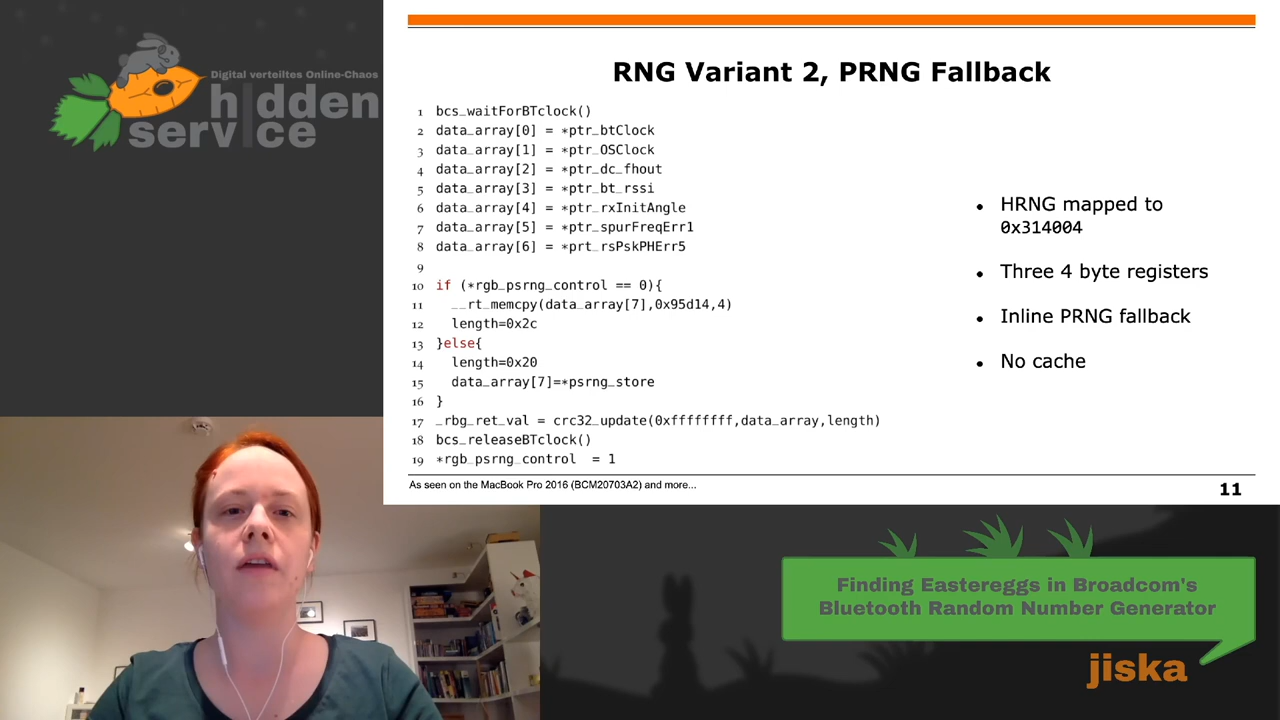 Digital verteiltes Online-Chaos
h|dden
serv|ce
RNG Variant 2, PRNG Fallback
1 bcs_waitForBTclock()
2 data_array[0] = *ptr_btClock
3 data_array[1] = *ptr_OSClock
4 data_array[2] = *ptr_dc_fhout
5 data_array[3] = *ptr_bt_rssi
6 data_array[4] = *ptr_rxInitAngle
7 data_array[5] = *ptr_spurFreqErr1
8 data_array[6] = *prt_rsPskPHErr5
9
10 if (*rgb_psrng_control == 0){
11 __rt_memcpy(data_array[7],0x95d14,4)
12 length=0x2c
13 }else{
14 length=0x20
15 data_array[7]=*psrng_store
16 }
17 _rbg_ret_val = crc32_update(0xffffffff,data_array,length)
18 bcs_releaseBTclock()
19 *rgb_psrng_control = 1
• HRNG mapped to
0x314004
• Three 4 byte registers
• Inline PRNG fallback
• No cache
As seen on the MacBook Pro 2016 (BCM20703A2) and more...
11
Finding Eastereggs in Broadcom's
Bluetooth Random Number Generator
jiska